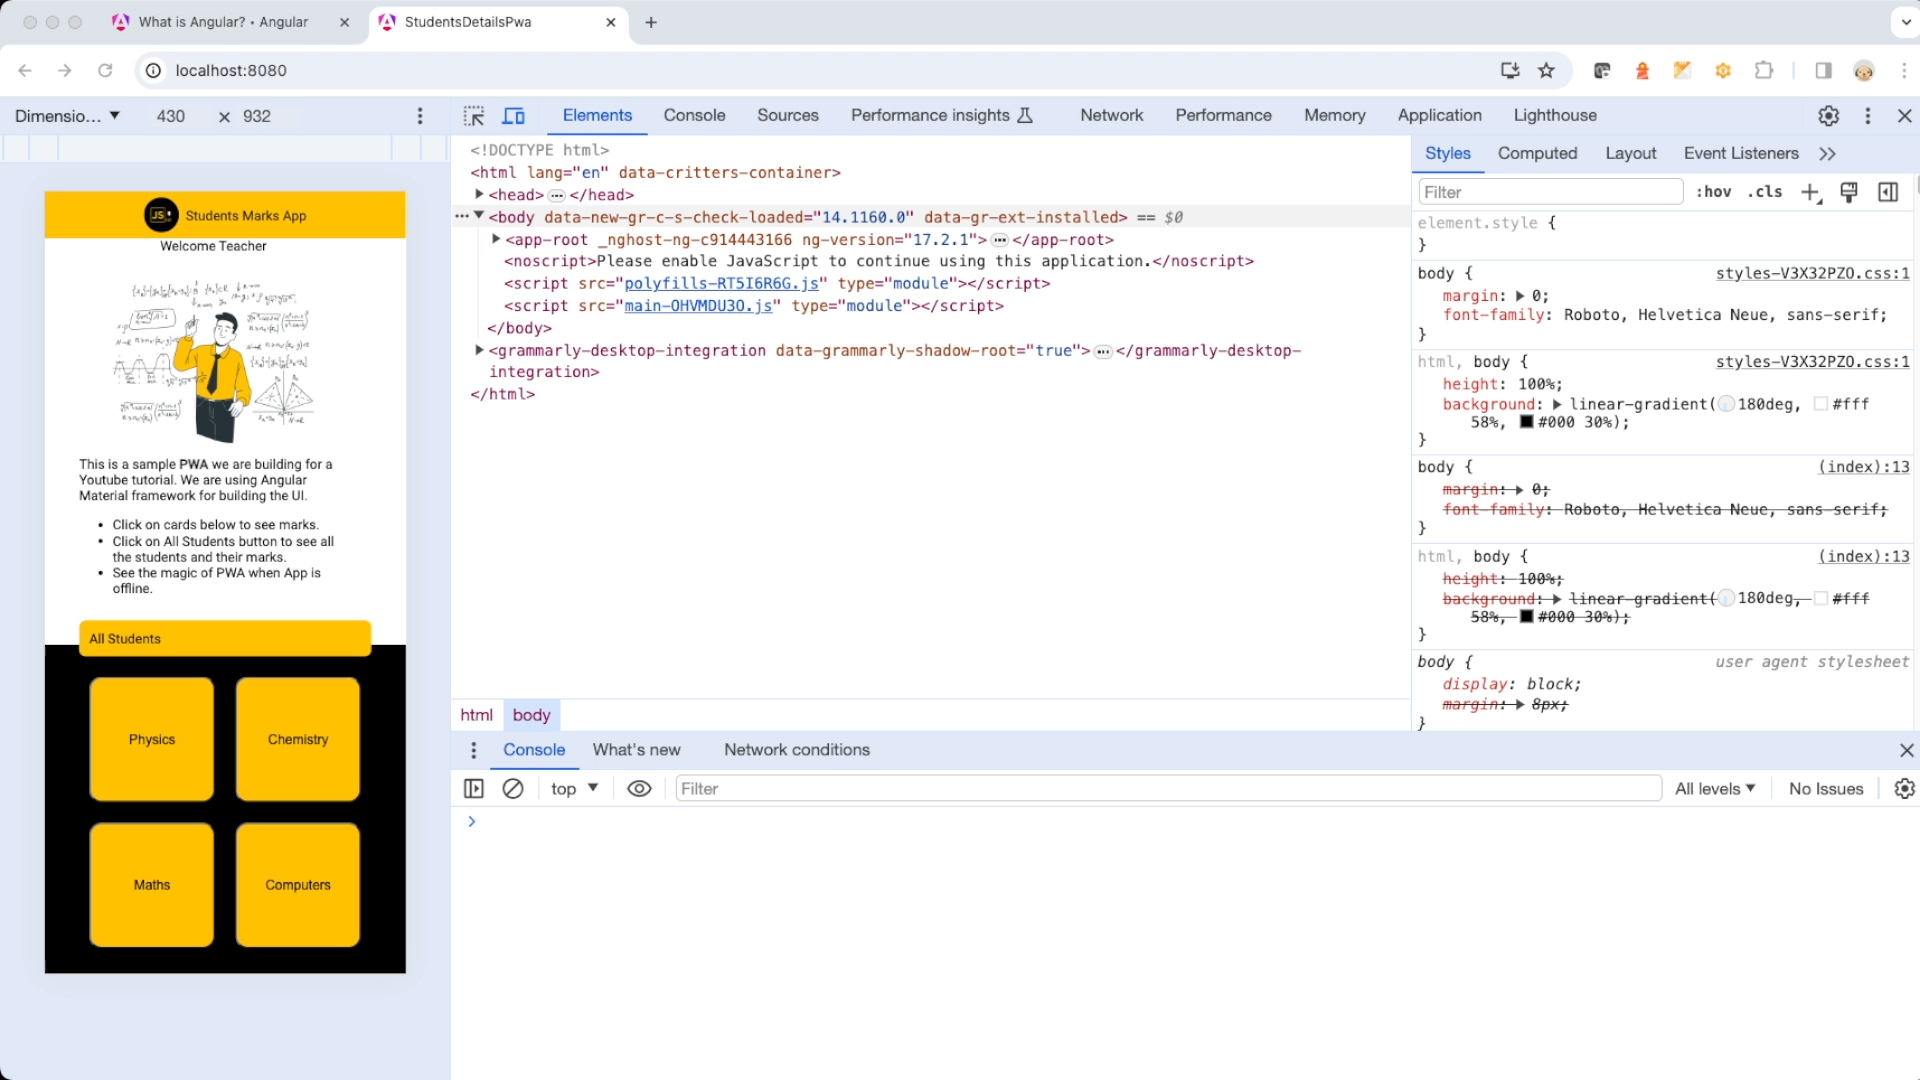 What is Angular? • Angular
StudentsDetailsPwa
localhost:8080
Dimensio... ▼ 430 × 932
Elements Console Sources Performance insights Network Performance Memory Application Lighthouse
JS
Students Marks App
Welcome Teacher
This is a sample PWA we are building for a
Youtube tutorial. We are using Angular
Material framework for building the UI.
• Click on cards below to see marks.
• Click on All Students button to see all
the students and their marks.
• See the magic of PWA when App is
offline.
All Students
Physics
Chemistry
Maths
Computers
<!DOCTYPE html>
<html lang="en" data-critters-container>
<head> ... </head>
... <body data-new-gr-c-s-check-loaded="14.1160.0" data-gr-ext-installed> == $0
<app-root _nghost-ng-c914443166 ng-version="17.2.1"> ... </app-root>
<noscript>Please enable JavaScript to continue using this application.</noscript>
<script src="polyfills-RT5I6R6G.js" type="module"></script>
<script src="main-OHVMDU3O.js" type="module"></script>
</body>
<grammarly-desktop-integration data-grammarly-shadow-root="true"> ... </grammarly-desktop-
integration>
</html>
html body
Styles Computed Layout Event Listeners
Filter :hov .cls
element.style {
}
body { styles-V3X32PZO.css:1
margin: ▶ 0;
font-family: Roboto, Helvetica Neue, sans-serif;
}
html, body { styles-V3X32PZO.css:1
height: 100%;
background: ▶ linear-gradient( 180deg, #fff
58%, #000 30%);
}
body { (index):13
margin: ▶ 0;
font-family: Roboto, Helvetica Neue, sans-serif;
}
html, body { (index):13
height: 100%;
background: ▶ linear-gradient( 180deg, #fff
58%, #000 30%);
}
body { user agent stylesheet
display: block;
margin: ▶ 8px;
}
Console What's new Network conditions
top ▼ Filter All levels ▼ No Issues